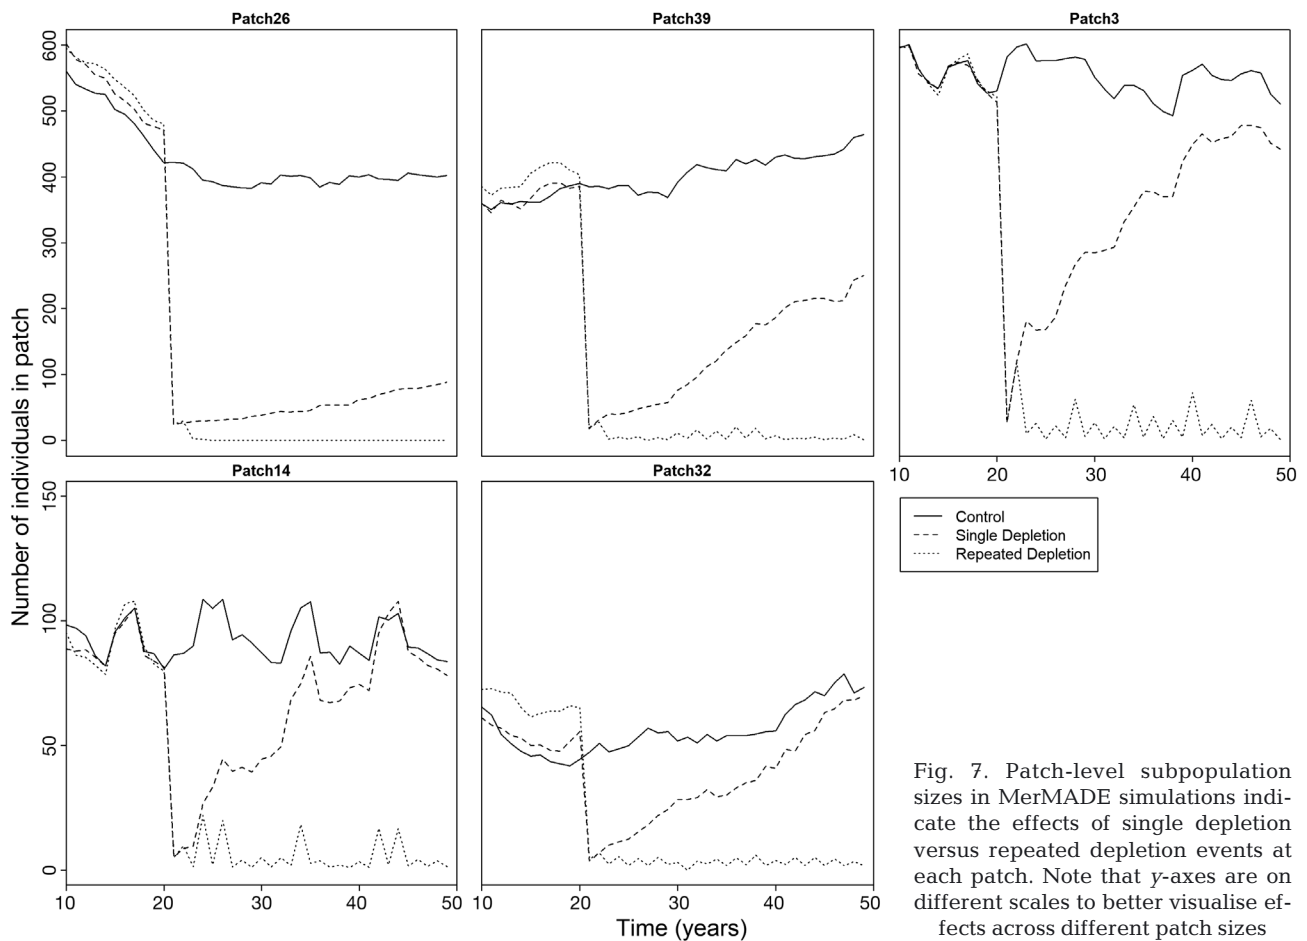 Patch26
Patch39
Patch3
600
500
400
300
200
100
0
10
20
30
40
50
Patch14
Patch32
150
100
50
0
10
20
30
40
50
10
20
30
40
50
Number of individuals in patch
Time (years)
Control
Single Depletion
Repeated Depletion
Fig. 7. Patch-level subpopulation
sizes in MerMADE simulations indi-
cate the effects of single depletion
versus repeated depletion events at
each patch. Note that y-axes are on
different scales to better visualise ef-
fects across different patch sizes